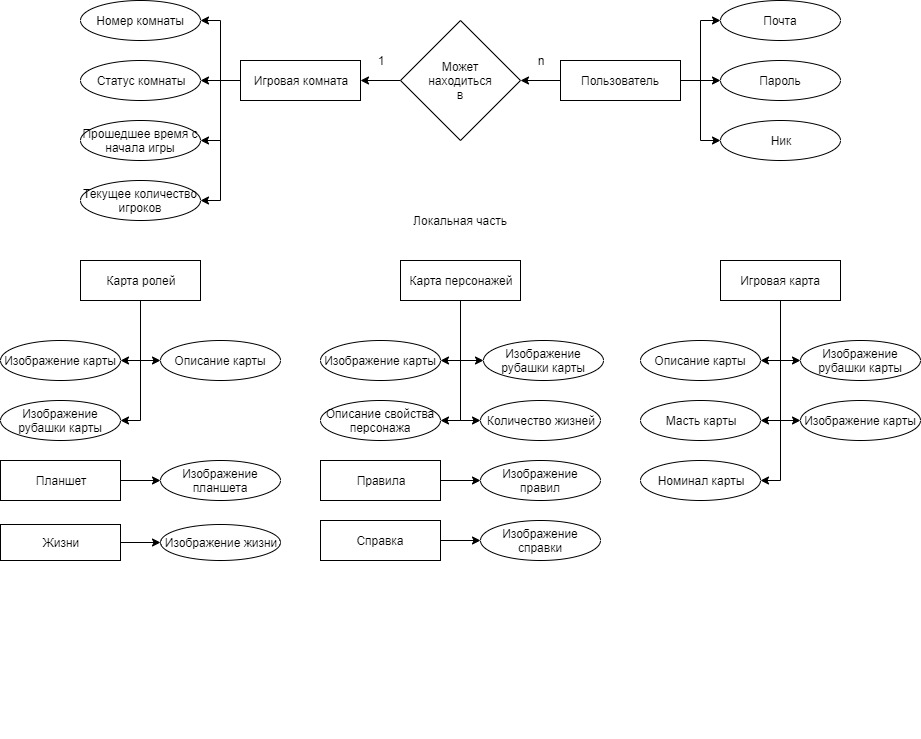 Номер комнаты
Почта
1
n
Статус комнаты
Игровая комната
Может
находиться
в
Пользователь
Пароль
Прошедшее время с
начала игры
Ник
Текущее количество
игроков
Локальная часть
Карта ролей
Карта персонажей
Игровая карта
Изображение карты
Описание карты
Изображение карты
Изображение
рубашки карты
Описание карты
Изображение
рубашки карты
Изображение
рубашки карты
Описание свойства
персонажа
Количество жизней
Масть карты
Изображение карты
Планшет
Изображение
планшета
Правила
Изображение
правил
Номинал карты
Жизни
Изображение жизни
Справка
Изображение
справки